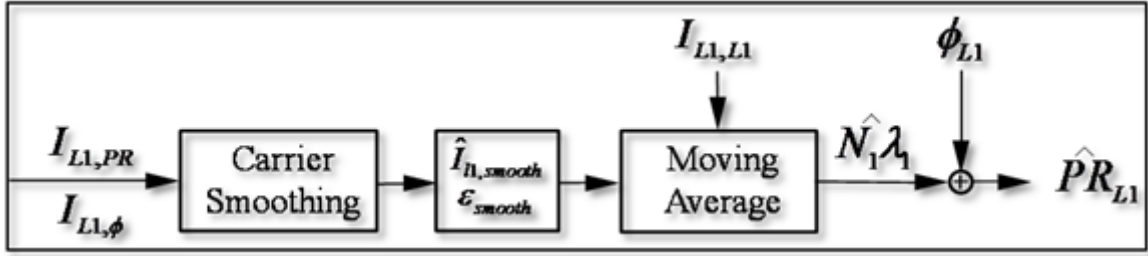 I_{L1,PR}
I_{L1,ϕ}
Carrier
Smoothing
Î_{l1,smooth}
ε_{smooth}
I_{L1,L1}
Moving
Average
N̂_1λ_1
ϕ_{L1}
⊕
P̂R_{L1}